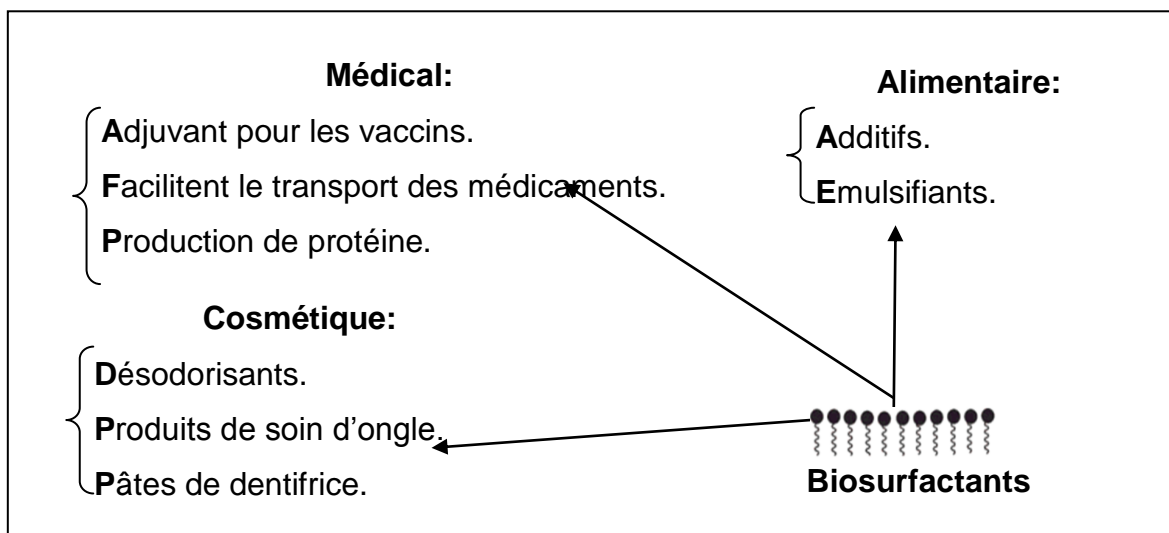 Médical:
Adjuvant pour les vaccins.
Facilitent le transport des médicaments.
Production de protéine.
Alimentaire:
Additifs.
Emulsifiants.
Cosmétique:
Désodorisants.
Produits de soin d’ongle.
Pâtes de dentifrice.
Biosurfactants